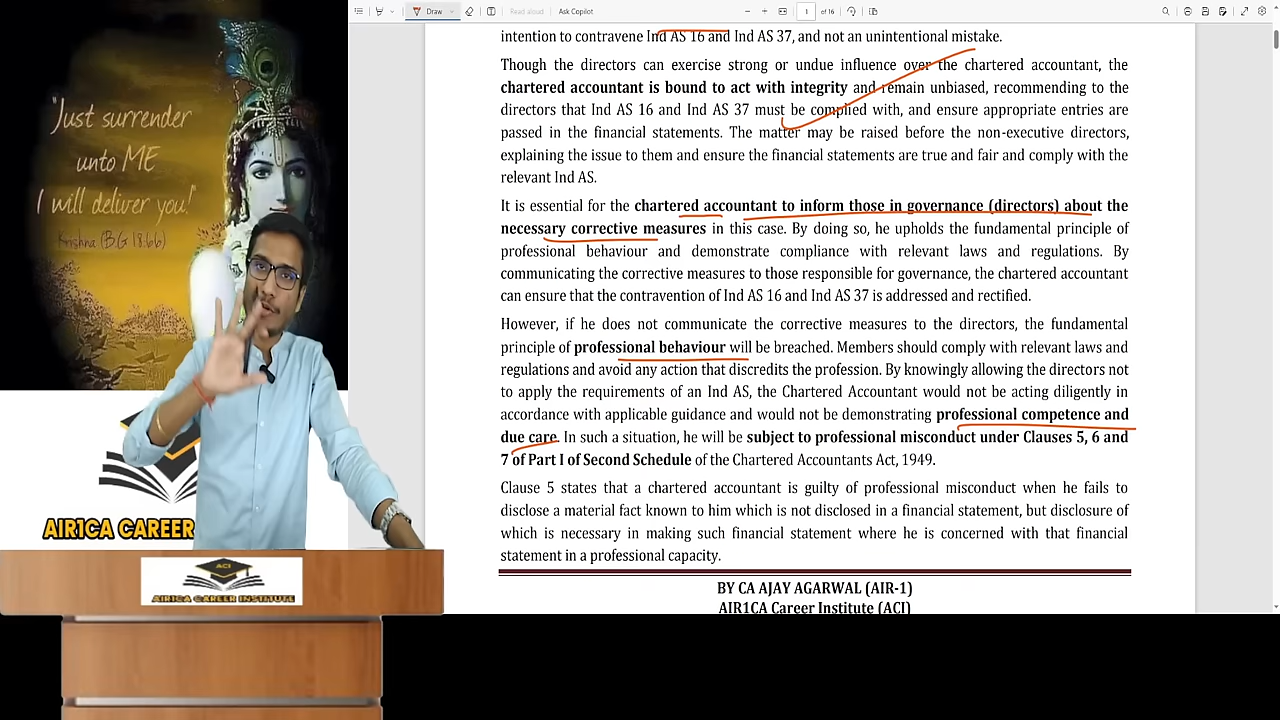 "Just surrender
unto ME
I will deliver you!"
Krishna (BG 18:66)
AIR1CA CAREER
ACI
AIR1CA CAREER INSTITUTE
Draw
Read aloud
Ask Copilot
1
of 16
intention to contravene Ind AS 16 and Ind AS 37, and not an unintentional mistake.
Though the directors can exercise strong or undue influence over the chartered accountant, the
chartered accountant is bound to act with integrity and remain unbiased, recommending to the
directors that Ind AS 16 and Ind AS 37 must be complied with, and ensure appropriate entries are
passed in the financial statements. The matter may be raised before the non-executive directors,
explaining the issue to them and ensure the financial statements are true and fair and comply with the
relevant Ind AS.
It is essential for the chartered accountant to inform those in governance (directors) about the
necessary corrective measures in this case. By doing so, he upholds the fundamental principle of
professional behaviour and demonstrate compliance with relevant laws and regulations. By
communicating the corrective measures to those responsible for governance, the chartered accountant
can ensure that the contravention of Ind AS 16 and Ind AS 37 is addressed and rectified.
However, if he does not communicate the corrective measures to the directors, the fundamental
principle of professional behaviour will be breached. Members should comply with relevant laws and
regulations and avoid any action that discredits the profession. By knowingly allowing the directors not
to apply the requirements of an Ind AS, the Chartered Accountant would not be acting diligently in
accordance with applicable guidance and would not be demonstrating professional competence and
due care. In such a situation, he will be subject to professional misconduct under Clauses 5, 6 and
7 of Part I of Second Schedule of the Chartered Accountants Act, 1949.
Clause 5 states that a chartered accountant is guilty of professional misconduct when he fails to
disclose a material fact known to him which is not disclosed in a financial statement, but disclosure of
which is necessary in making such financial statement where he is concerned with that financial
statement in a professional capacity.
BY CA AJAY AGARWAL (AIR-1)
AIR1CA Career Institute (ACI)